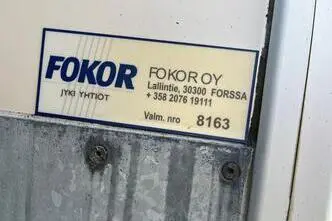 FOKOR
JYKI YHTIÖT
FOKOR OY
Lallintie, 30300 FORSSA
+ 358 2076 19111
Valm. nro 8163